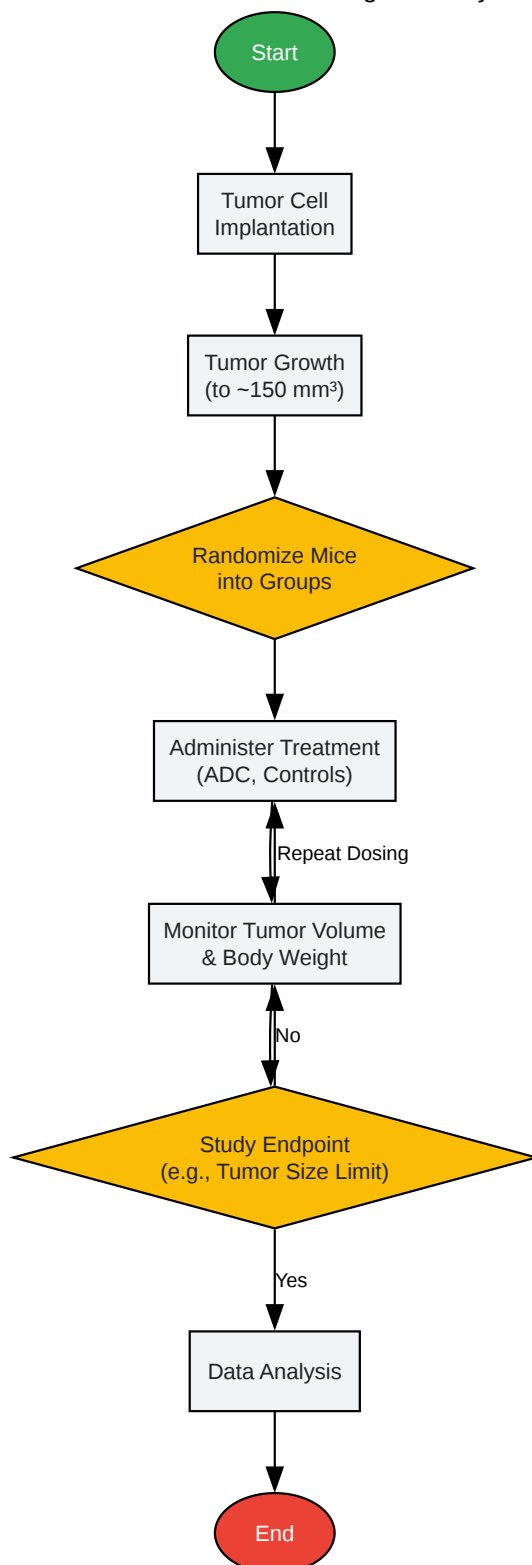 Start
Tumor Cell
Implantation
Tumor Growth
(to ~150 mm³)
Randomize Mice
into Groups
Administer Treatment
(ADC, Controls)
Repeat Dosing
Monitor Tumor Volume
& Body Weight
No
Study Endpoint
(e.g., Tumor Size Limit)
Yes
Data Analysis
End